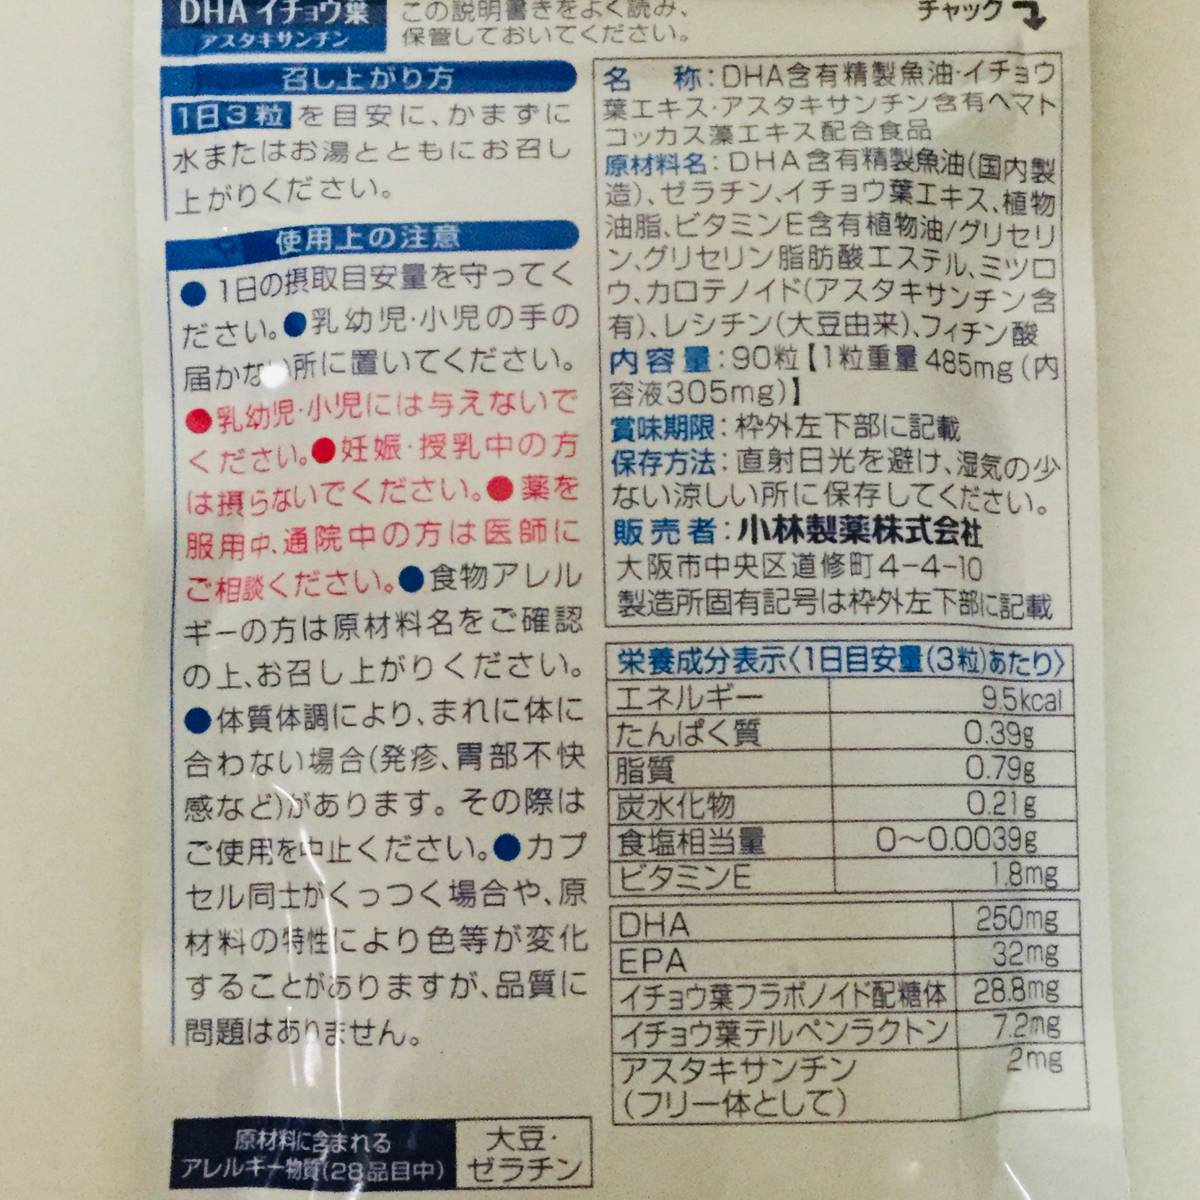 DHA イチョウ葉
アスタキサンチン
この説明書きをよく読み、
保管しておいてください。
チャック
召し上がり方
1日3粒を目安に、かまずに
水またはお湯とともにお召し
上がりください。
使用上の注意
●1日の摂取目安量を守ってく
ださい。●乳幼児・小児の手の
届かない所に置いてください。
●乳幼児・小児には与えないで
ください。●妊娠・授乳中の方
は摂らないでください。●薬を
服用中、通院中の方は医師に
ご相談ください。●食物アレル
ギーの方は原材料名をご確認
の上、お召し上がりください。
●体質体調により、まれに体に
合わない場合(発疹、胃部不快
感など)があります。その際は
ご使用を中止ください。●カプ
セル同士がくっつく場合や、原
材料の特性により色等が変化
することがありますが、品質に
問題はありません。
原材料に含まれる
アレルギー物質(28品目中)
大豆・
ゼラチン
名 称:DHA含有精製魚油・イチョウ
葉エキス・アスタキサンチン含有ヘマト
コッカス藻エキス配合食品
原材料名:DHA含有精製魚油(国内製
造)、ゼラチン、イチョウ葉エキス、植物
油脂、ビタミンE含有植物油/グリセリ
ン、グリセリン脂肪酸エステル、ミツロ
ウ、カロテノイド(アスタキサンチン含
有)、レシチン(大豆由来)、フィチン酸
内容量:90粒【1粒重量485mg(内
容液305mg)】
賞味期限:枠外左下部に記載
保存方法:直射日光を避け、湿気の少
ない涼しい所に保存してください。
販売者:小林製薬株式会社
大阪市中央区道修町4-4-10
製造所固有記号は枠外左下部に記載
栄養成分表示〈1日目安量(3粒)あたり〉
エネルギー 9.5kcal
たんぱく質 0.39g
脂質 0.79g
炭水化物 0.21g
食塩相当量 0〜0.0039g
ビタミンE 1.8mg
DHA 250mg
EPA 32mg
イチョウ葉フラボノイド配糖体 28.8mg
イチョウ葉テルペンラクトン 7.2mg
アスタキサンチン 2mg
(フリー体として)